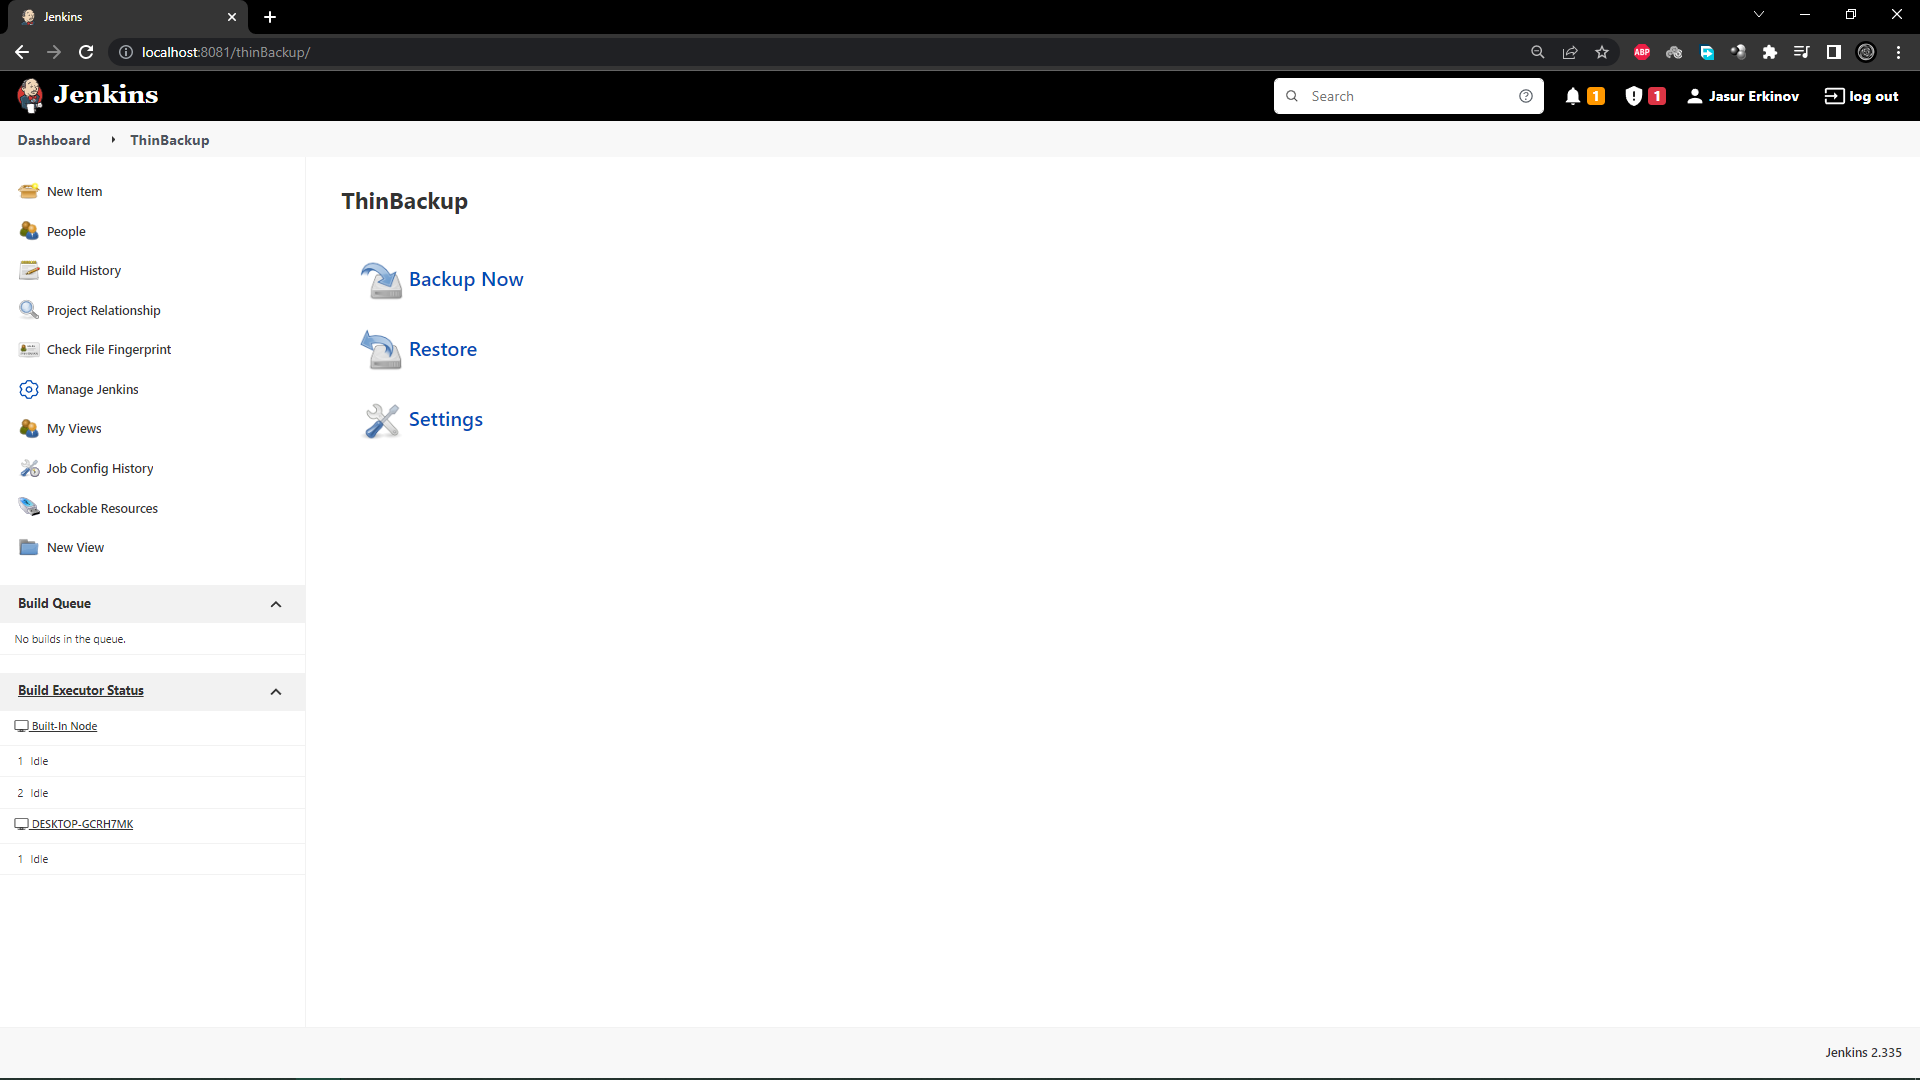 Jenkins
localhost:8081/thinBackup/
ABP
Jenkins
Search
1
1
Jasur Erkinov
log out
Dashboard
ThinBackup
New Item
People
Build History
Project Relationship
Check File Fingerprint
Manage Jenkins
My Views
Job Config History
Lockable Resources
New View
Build Queue
No builds in the queue.
Build Executor Status
Built-In Node
1 Idle
2 Idle
DESKTOP-GCRH7MK
1 Idle
ThinBackup
Backup Now
Restore
Settings
Jenkins 2.335